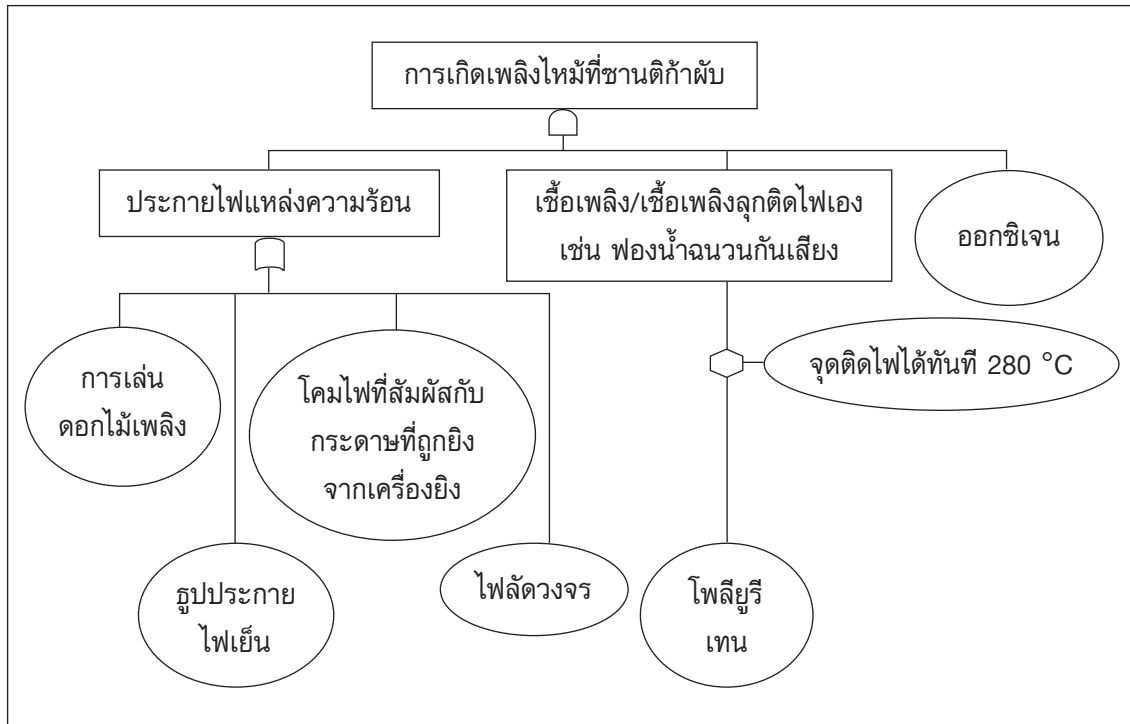 การเกิดเพลิงไหม้ที่ซานติก้าผับ
ประกายไฟแหล่งความร้อน
เชื้อเพลิง/เชื้อเพลิงลุกติดไฟเอง
เช่น ฟองน้ำฉนวนกันเสียง
ออกซิเจน
การเล่น
ดอกไม้เพลิง
โคมไฟที่สัมผัสกับ
กระดาษที่ถูกยิง
จากเครื่องยิง
จุดติดไฟได้ทันที 280 °C
ธูปประกาย
ไฟเย็น
ไฟลัดวงจร
โพลียูรี
เทน